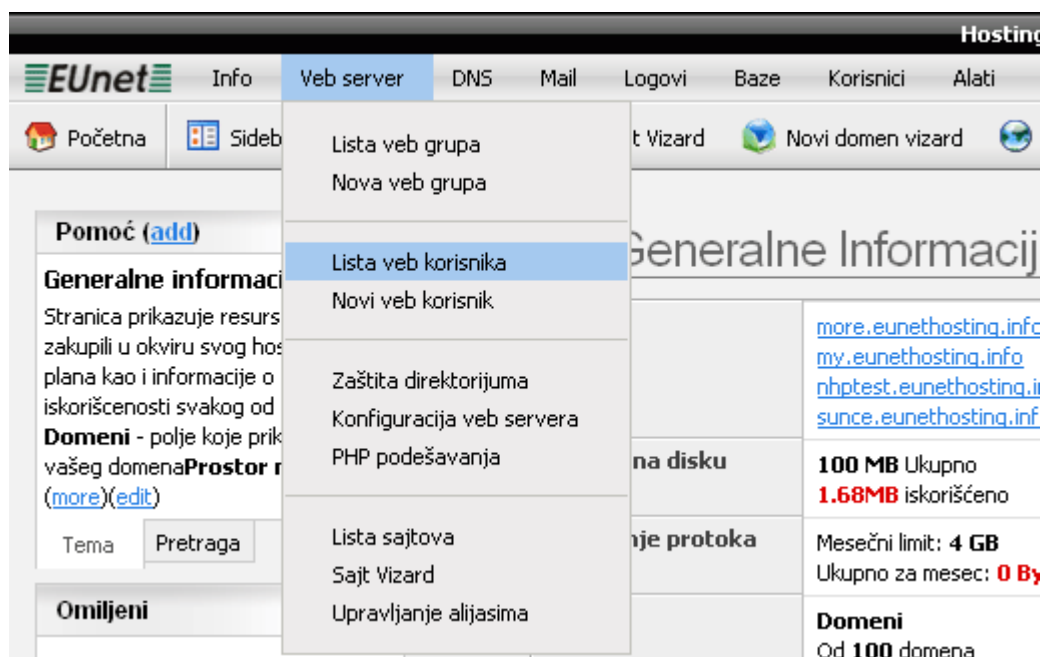 Hosting
EUnet Info Veb server DNS Mail Logovi Baze Korisnici Alati
Početna Sideb t Vizard Novi domen vizard
Lista veb grupa
Nova veb grupa
Lista veb korisnika
Novi veb korisnik
Zaštita direktorijuma
Konfiguracija veb servera
PHP podešavanja
Lista sajtova
Sajt Vizard
Upravljanje alijasima
Pomoć (add)
Generalne informaci
Stranica prikazuje resurs
zakupili u okviru svog hos
plana kao i informacije o
iskorišcenosti svakog od
Domeni - polje koje prik
vašeg domenaProstor r
(more)(edit)
Tema Pretraga
Omiljeni
Generalne Informacij
more.eunethosting.info
my.eunethosting.info
nhptest.eunethosting.i
sunce.eunethosting.inf
na disku
100 MB Ukupno
1.68MB iskorišćeno
nje protoka
Mesečni limit: 4 GB
Ukupno za mesec: 0 By
Domeni
Od 100 domena